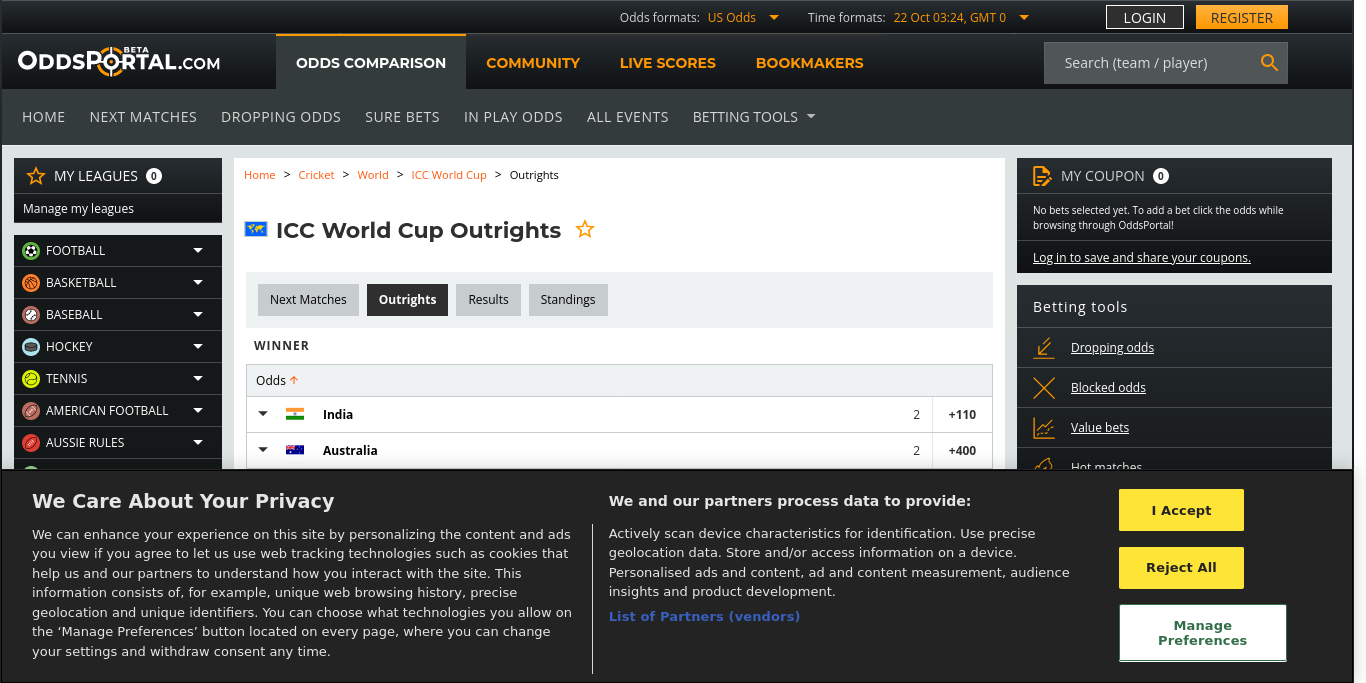 Odds formats: US Odds Time formats: 22 Oct 03:24, GMT 0 LOGIN REGISTER
ODDSPORTAL.COM BETA ODDS COMPARISON COMMUNITY LIVE SCORES BOOKMAKERS Search (team / player)
HOME NEXT MATCHES DROPPING ODDS SURE BETS IN PLAY ODDS ALL EVENTS BETTING TOOLS
MY LEAGUES 0
Manage my leagues
FOOTBALL
BASKETBALL
BASEBALL
HOCKEY
TENNIS
AMERICAN FOOTBALL
AUSSIE RULES
Home > Cricket > World > ICC World Cup > Outrights
ICC World Cup Outrights
Next Matches Outrights Results Standings
WINNER
Odds
India 2 +110
Australia 2 +400
MY COUPON 0
No bets selected yet. To add a bet click the odds while
browsing through OddsPortal!
Log in to save and share your coupons.
Betting tools
Dropping odds
Blocked odds
Value bets
Hot matches
We Care About Your Privacy
We can enhance your experience on this site by personalizing the content and ads
you view if you agree to let us use web tracking technologies such as cookies that
help us and our partners to understand how you interact with the site. This
information consists of, for example, unique web browsing history, precise
geolocation and unique identifiers. You can choose what technologies you allow on
the ‘Manage Preferences’ button located on every page, where you can change
your settings and withdraw consent any time.
We and our partners process data to provide:
Actively scan device characteristics for identification. Use precise
geolocation data. Store and/or access information on a device.
Personalised ads and content, ad and content measurement, audience
insights and product development.
List of Partners (vendors)
I Accept
Reject All
Manage
Preferences